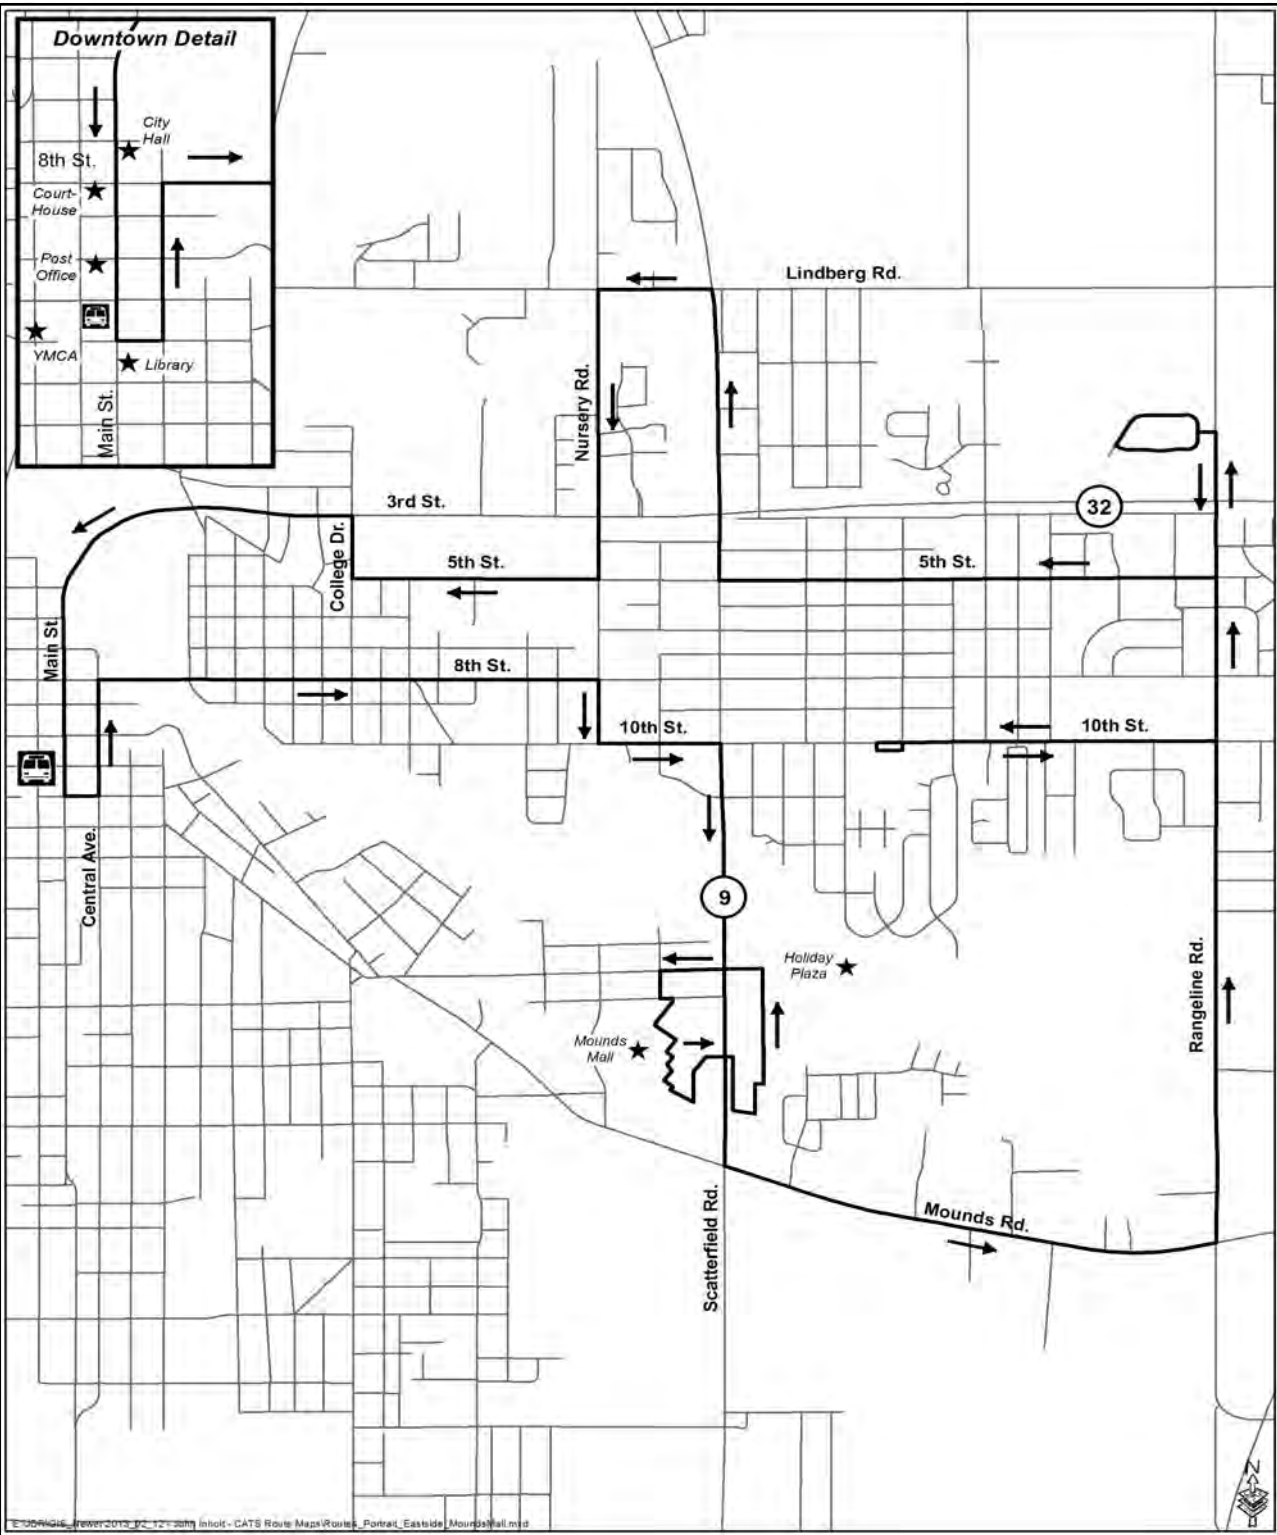 Downtown Detail
City
Hall
8th St.
Court-
House
Post
Office
YMCA
Library
Main St.
Lindberg Rd.
Nursery Rd.
3rd St.
32
College Dr.
5th St.
5th St.
Main St.
8th St.
10th St.
10th St.
Central Ave.
9
Holiday
Plaza
Rangeline Rd.
Mounds
Mall
Scatterfield Rd.
Mounds Rd.
N